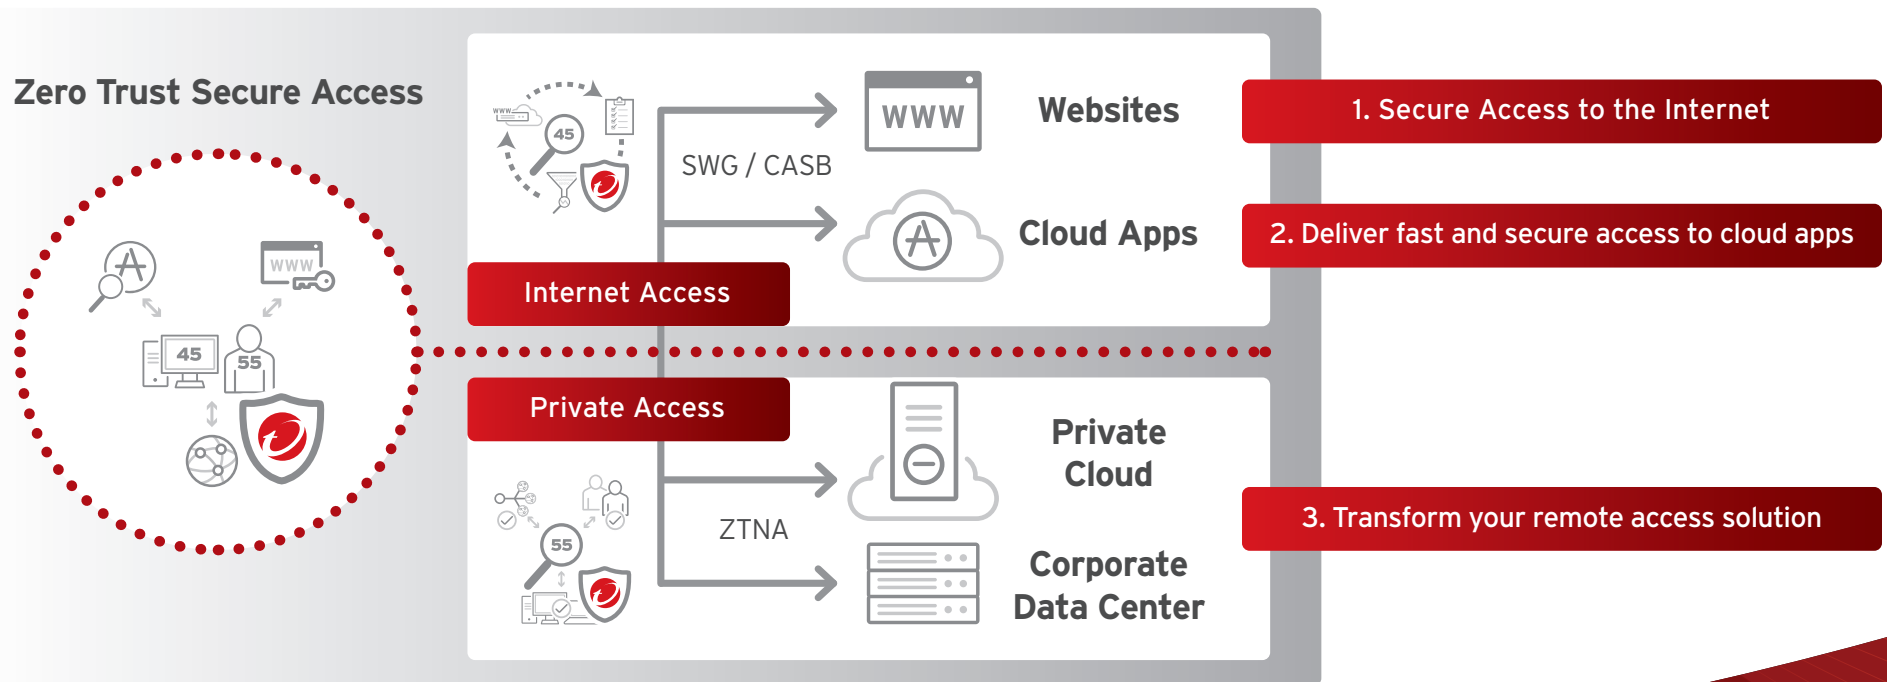 Zero Trust Secure Access
WWW
45
55
WWW
45
Internet Access
SWG / CASB
WWW
Websites
Cloud Apps
1. Secure Access to the Internet
2. Deliver fast and secure access to cloud apps
Private Access
55
ZTNA
Private
Cloud
Corporate
Data Center
3. Transform your remote access solution